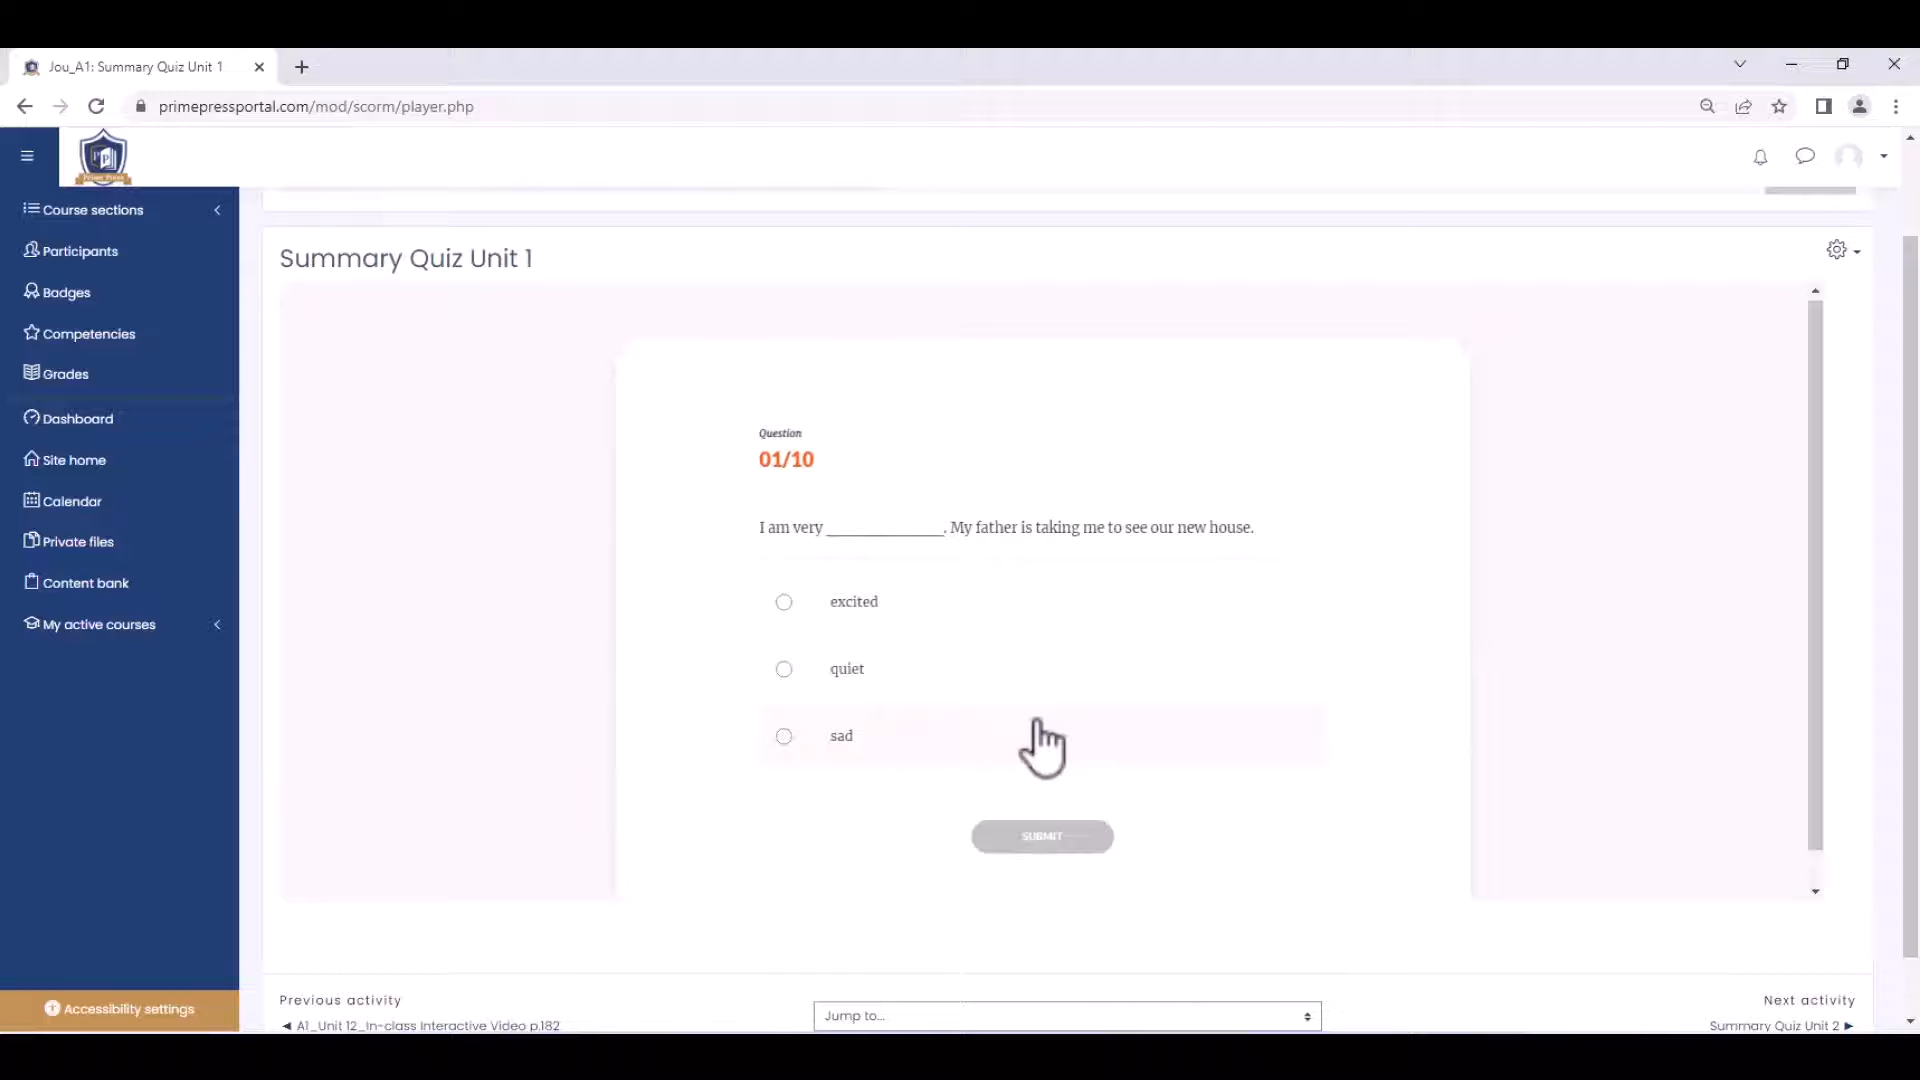 Jou_A1: Summary Quiz Unit 1
primepressportal.com/mod/scorm/player.php
Prime Press
Course sections
Participants
Badges
Competencies
Grades
Dashboard
Site home
Calendar
Private files
Content bank
My active courses
Accessibility settings
Summary Quiz Unit 1
Question
01/10
I am very ______________. My father is taking me to see our new house.
excited
quiet
sad
SUBMIT
Previous activity
◄ A1_Unit 12_In-class Interactive Video p.182
Jump to...
Next activity
Summary Quiz Unit 2 ►